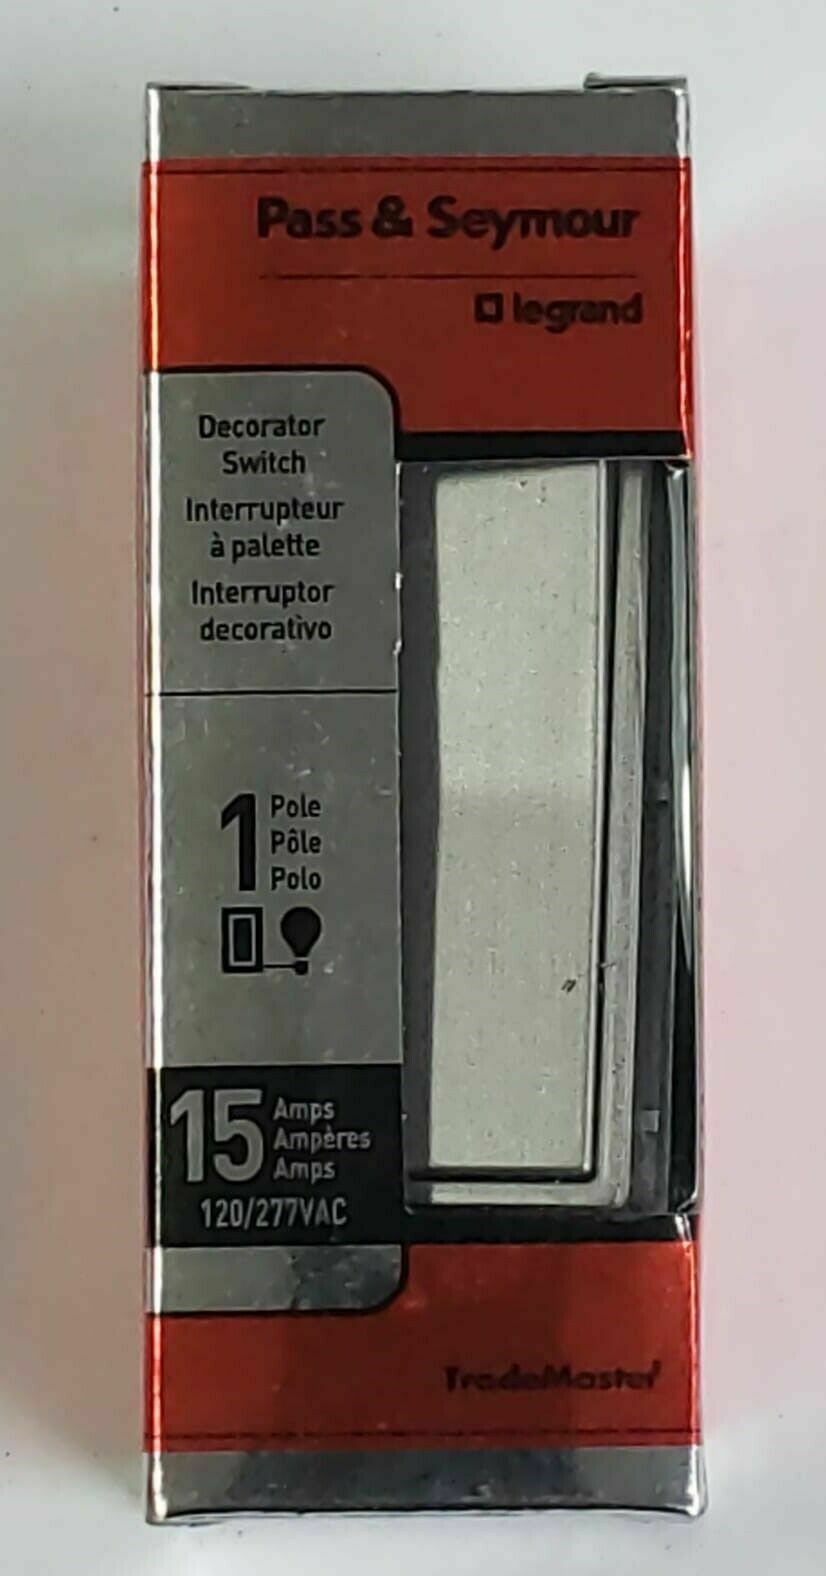 Pass & Seymour
legrand
Decorator
Switch
Interrupteur
à palette
Interruptor
decorativo
1 Pole
Pôle
Polo
15 Amps
Ampères
Amps
120/277VAC
TradeMaster